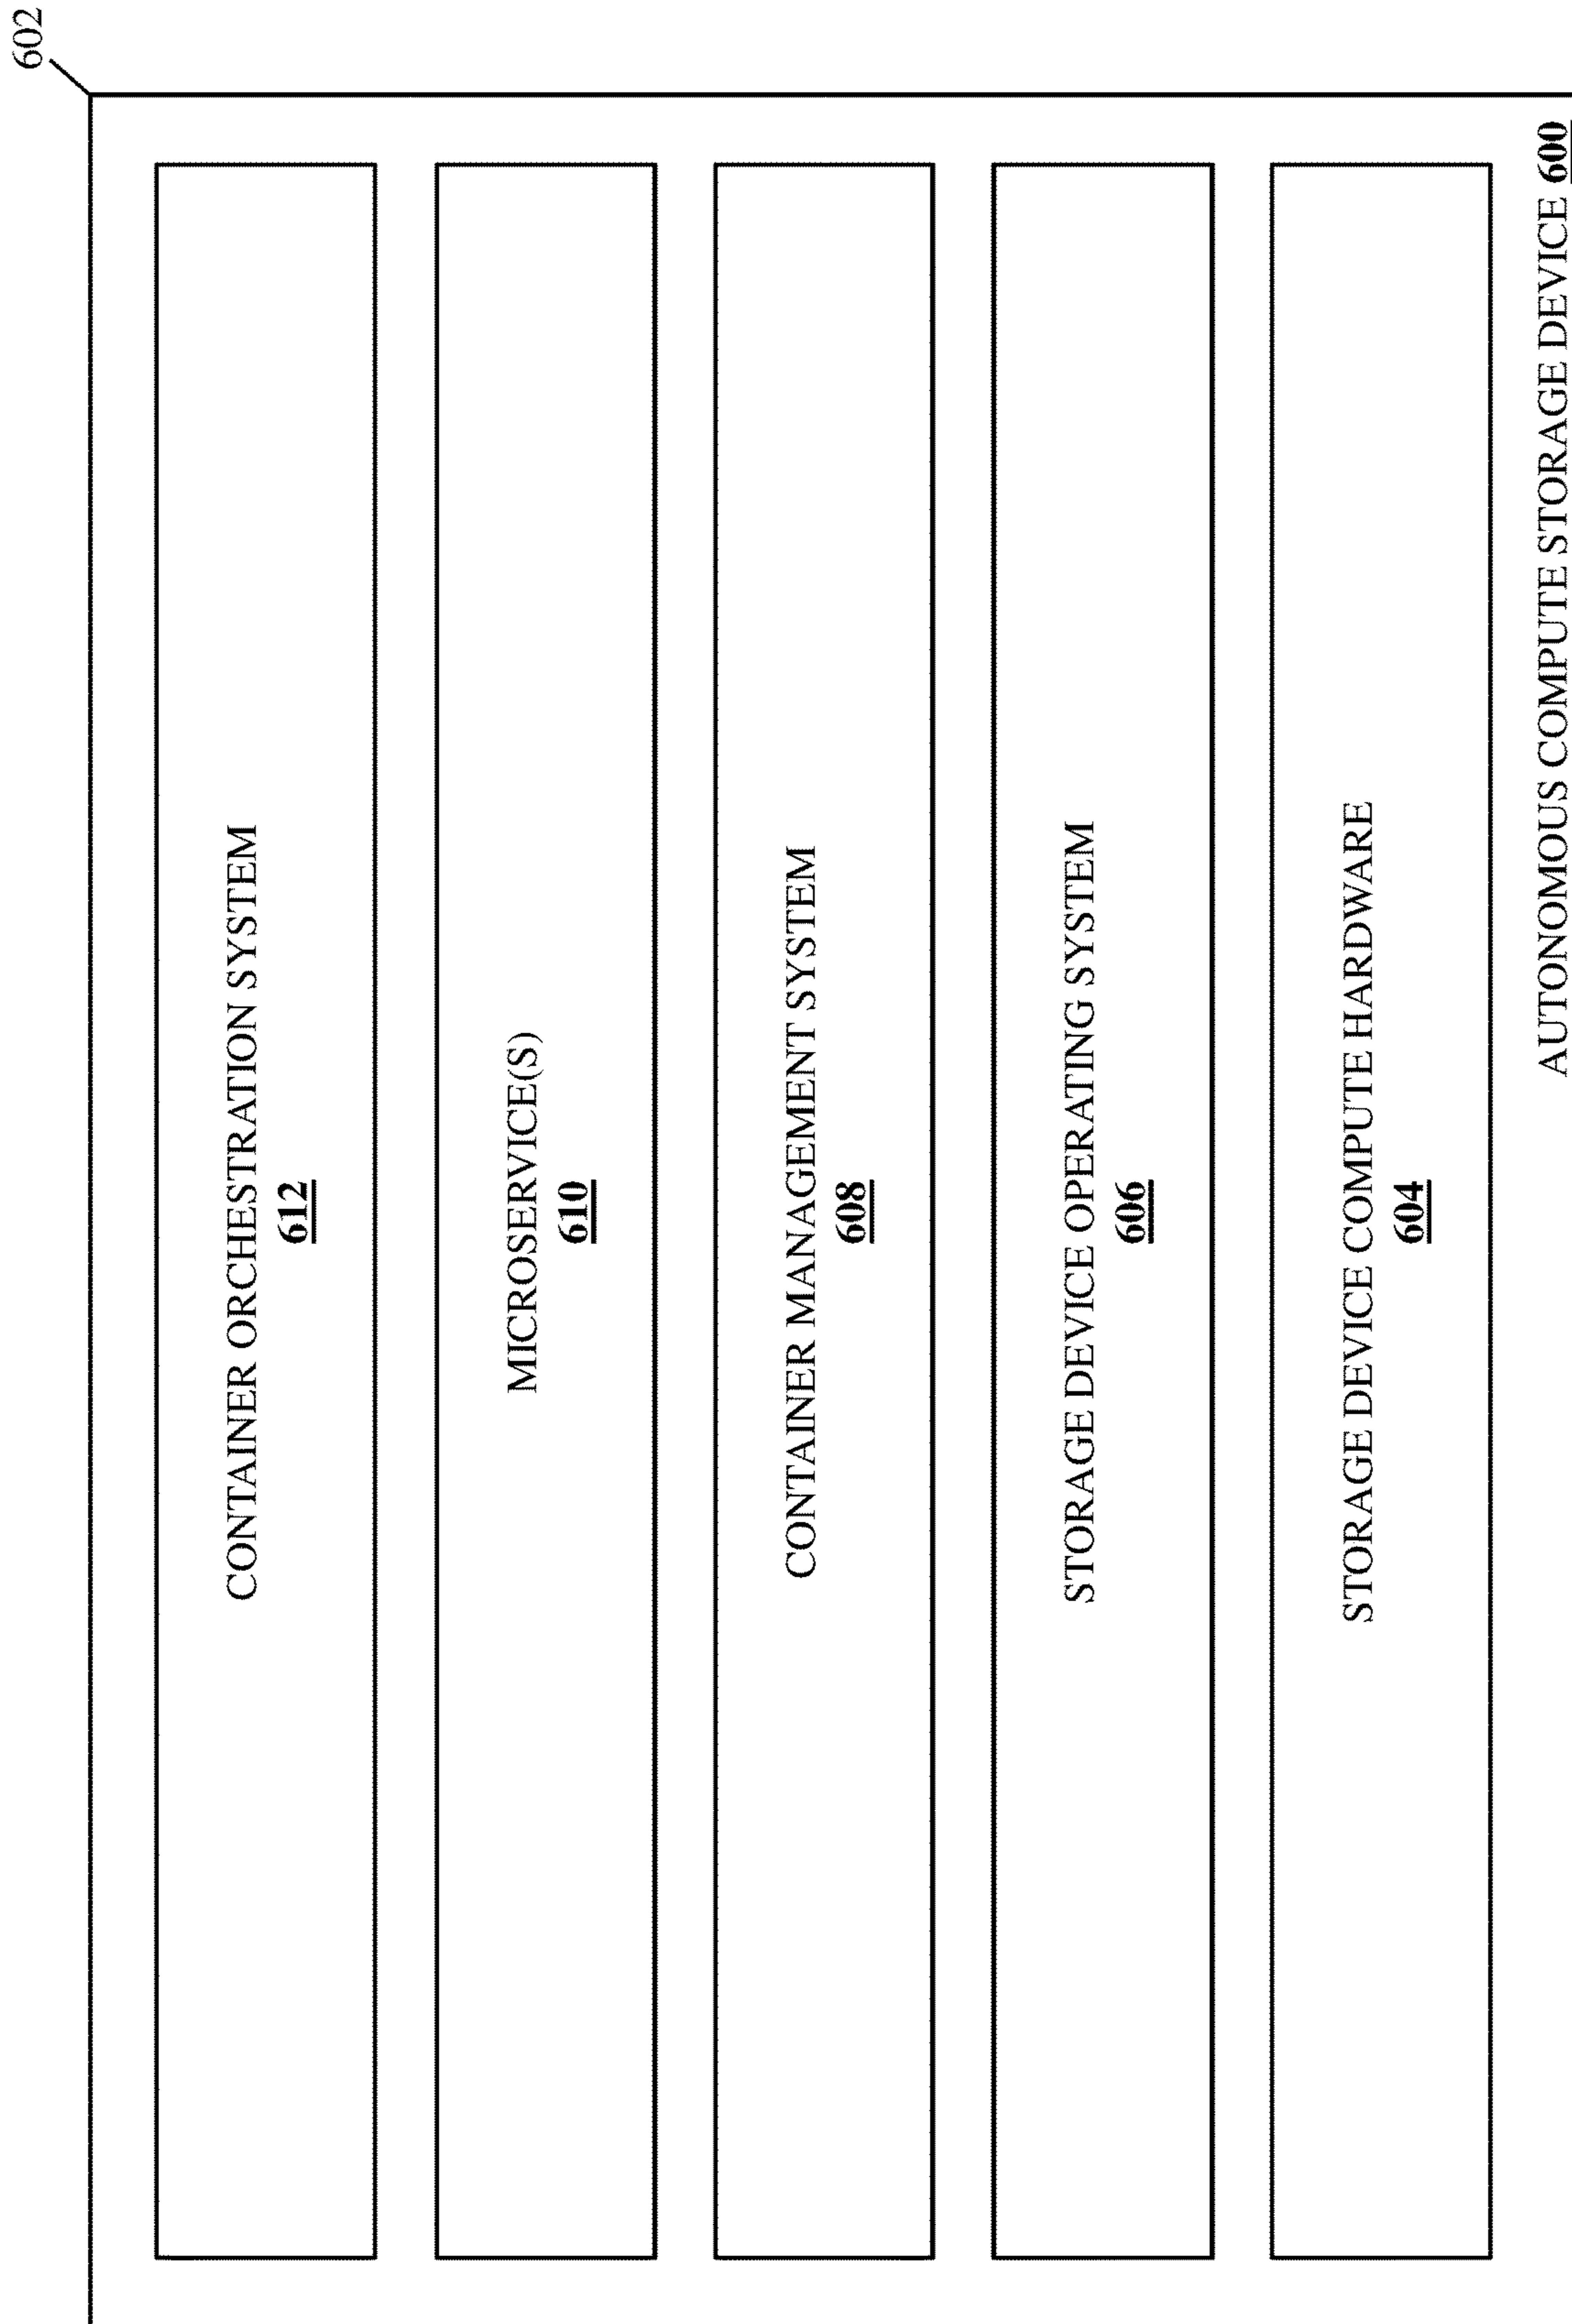 602
CONTAINER ORCHESTRATION SYSTEM
612
MICROSERVICE(S)
610
CONTAINER MANAGEMENT SYSTEM
608
STORAGE DEVICE OPERATING SYSTEM
606
STORAGE DEVICE COMPUTE HARDWARE
604
AUTONOMOUS COMPUTE STORAGE DEVICE 600